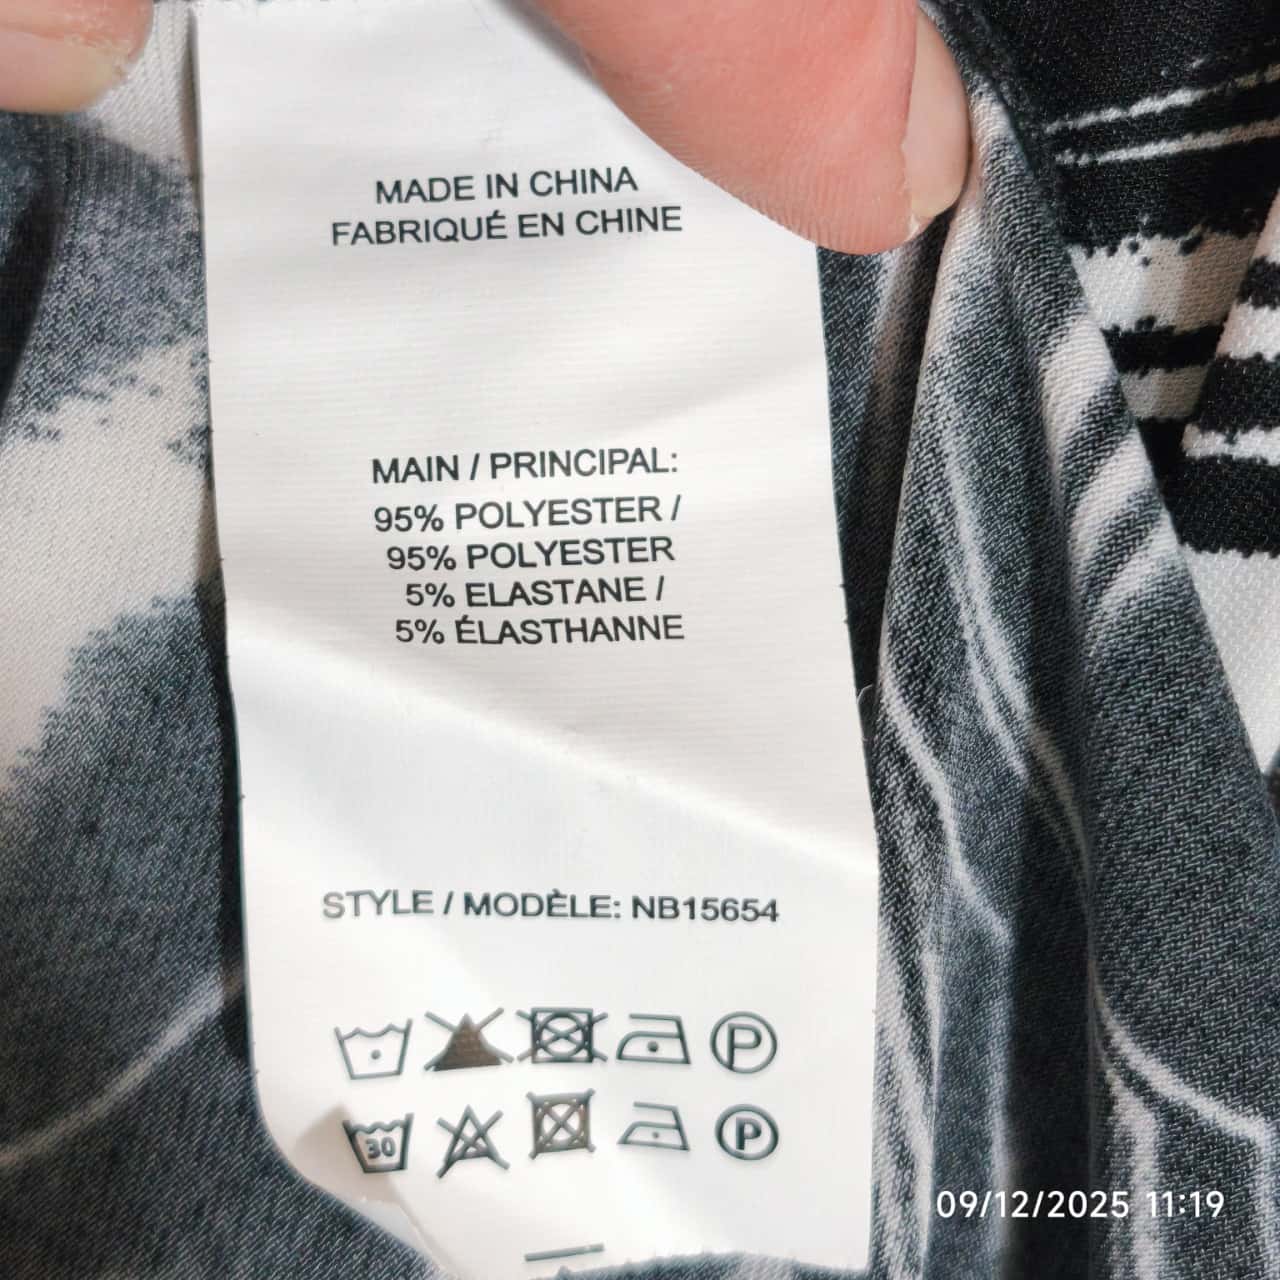 MADE IN CHINA
FABRIQUÉ EN CHINE
MAIN / PRINCIPAL:
95% POLYESTER /
95% POLYESTER
5% ELASTANE /
5% ÉLASTHANNE
STYLE / MODÈLE: NB15654
P
30 P
09/12/2025 11:19